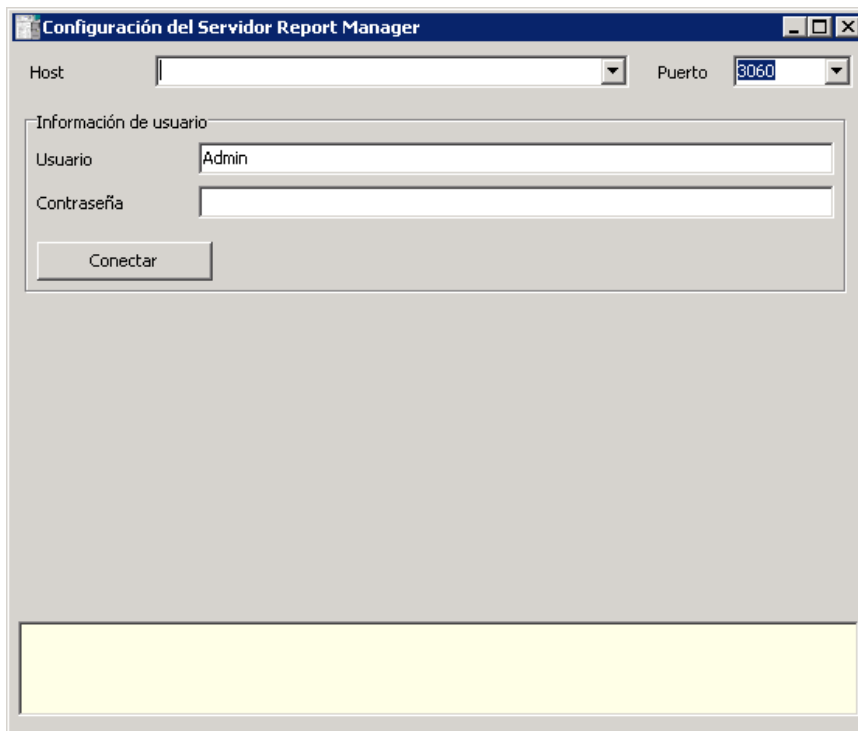 Configuración del Servidor Report Manager
Host Puerto 3060
Información de usuario
Usuario Admin
Contraseña
Conectar